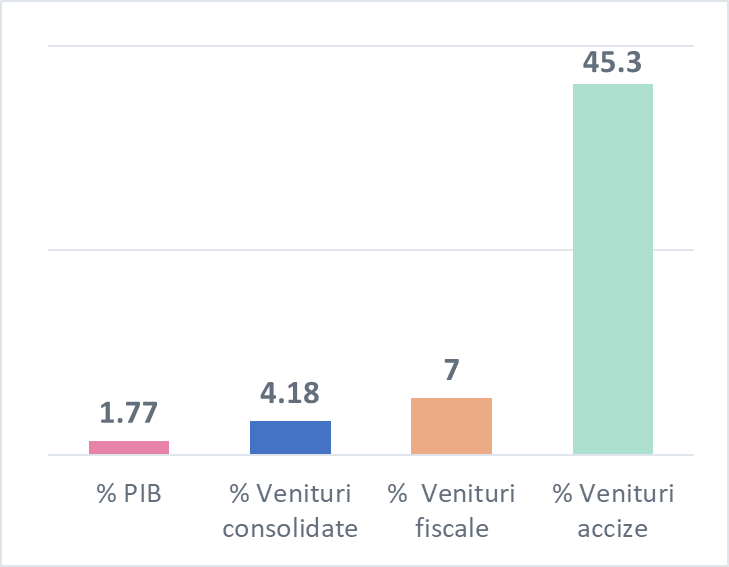 45.3
7
4.18
1.77
% PIB
% Venituri
consolidate
% Venituri
fiscale
% Venituri
accize